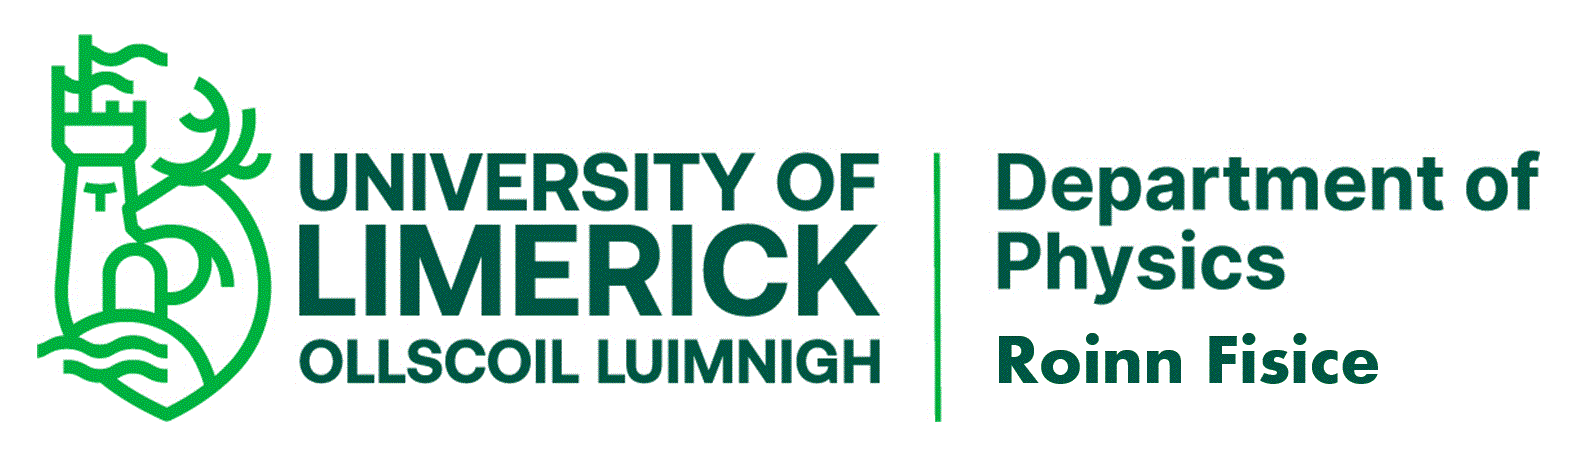 UNIVERSITY OF
LIMERICK
OLLSCOIL LUIMNIGH
Department of
Physics
Roinn Fisice